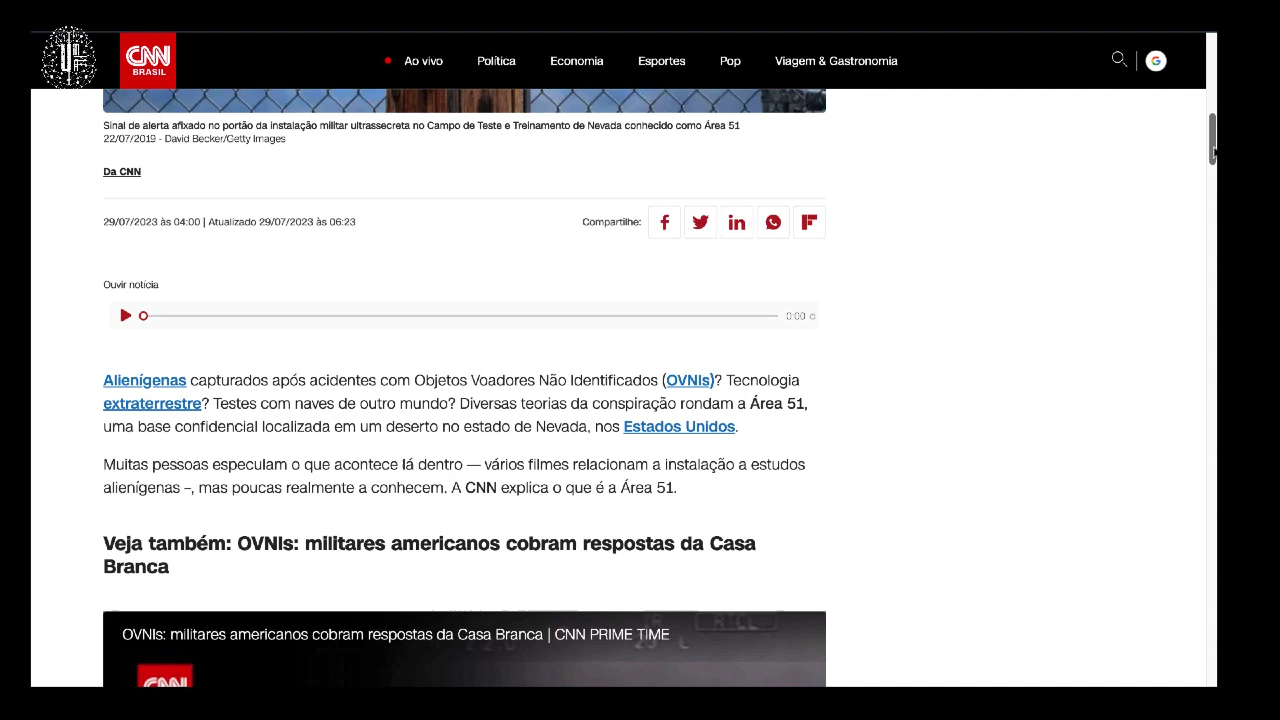 CNN
BRASIL
Ao vivo
Política
Economia
Esportes
Pop
Viagem & Gastronomia
G
Sinal de alerta afixado no portão da instalação militar ultrassecreta no Campo de Teste e Treinamento de Nevada conhecido como Área 51
22/07/2019 - David Becker/Getty Images
Da CNN
29/07/2023 às 04:00 | Atualizado 29/07/2023 às 06:23
Compartilhe:
Ouvir notícia
0:00
Alienígenas capturados após acidentes com Objetos Voadores Não Identificados (OVNIs)? Tecnologia
extraterrestre? Testes com naves de outro mundo? Diversas teorias da conspiração rondam a Área 51,
uma base confidencial localizada em um deserto no estado de Nevada, nos Estados Unidos.
Muitas pessoas especulam o que acontece lá dentro — vários filmes relacionam a instalação a estudos
alienígenas –, mas poucas realmente a conhecem. A CNN explica o que é a Área 51.
Veja também: OVNIs: militares americanos cobram respostas da Casa
Branca
OVNIs: militares americanos cobram respostas da Casa Branca | CNN PRIME TIME
CNN